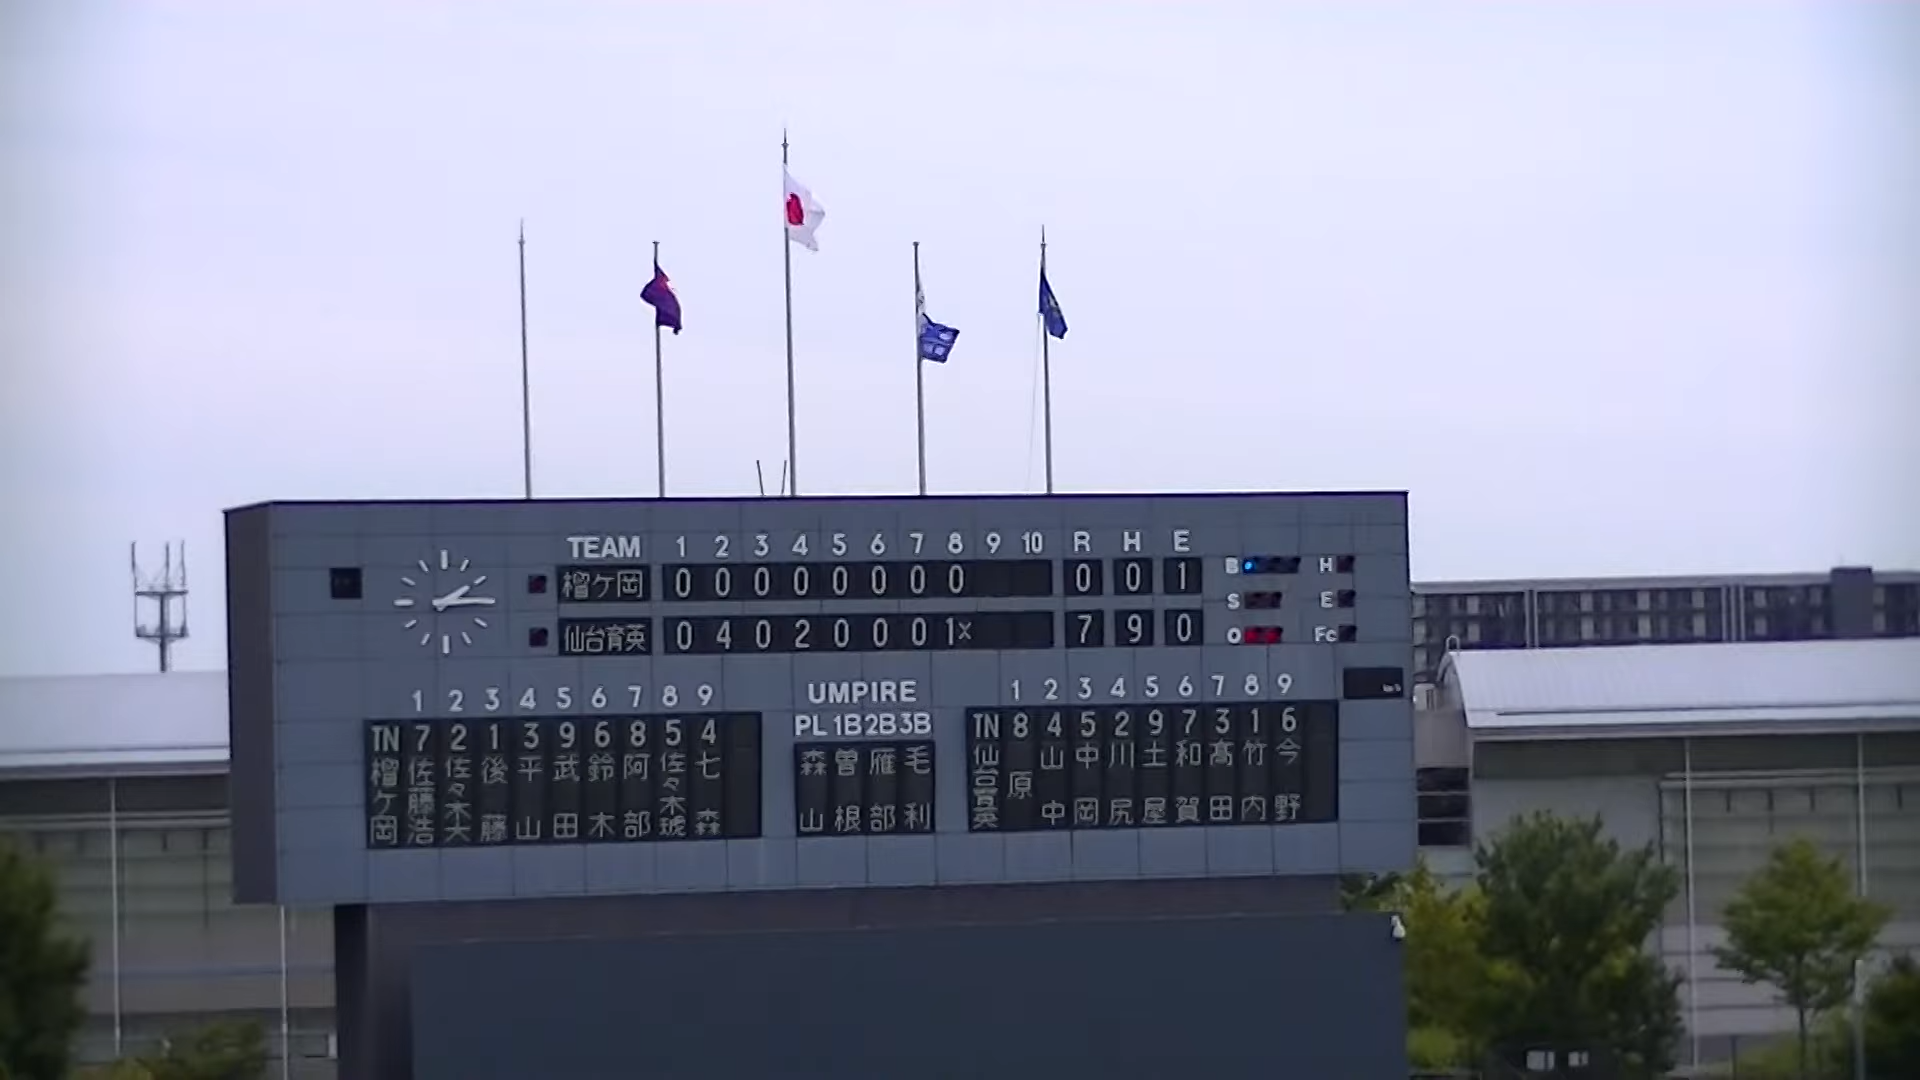 TEAM 1 2 3 4 5 6 7 8 9 10 R H E
榴ケ岡 0 0 0 0 0 0 0 0 0 0 1
仙台育英 0 4 0 2 0 0 0 1x 7 9 0
B H
S E
O Fc
1 2 3 4 5 6 7 8 9
TN 7 2 1 3 9 6 8 5 4
榴ケ岡 佐藤浩 佐々木大 後藤 平山 武田 鈴木 阿部 佐々木琥 七森
UMPIRE
PL 1B 2B 3B
森山 曽根 雁部 毛利
1 2 3 4 5 6 7 8 9
TN 8 4 5 2 9 7 3 1 6
仙台育英 原 山中 中岡 川尻 土屋 和賀 髙田 竹内 今野